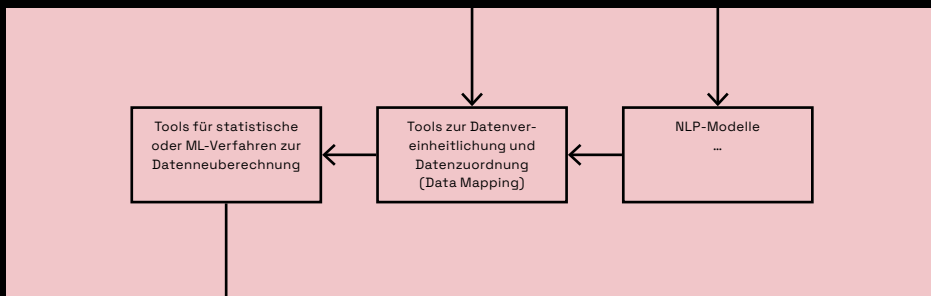 Tools für statistische
oder ML-Verfahren zur
Datenneuberechnung
Tools zur Datenver-
einheitlichung und
Datenzuordnung
(Data Mapping)
NLP-Modelle
…